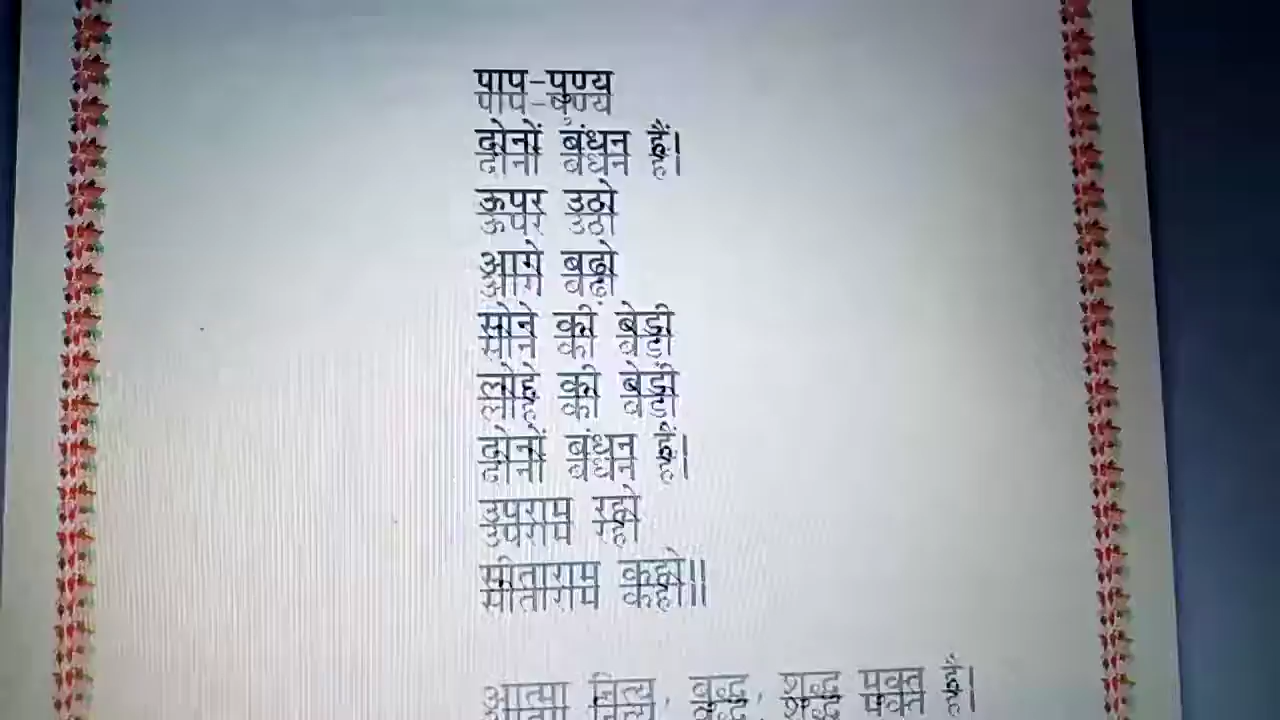 पाप-पुण्य
दोनों बंधन हैं।
ऊपर उठो
आगे बढ़ो
सोने की बेड़ी
लोहे की बेड़ी
दोनों बंधन हैं।
उपराम रहो
सीताराम कहो॥
आत्मा नित्य, बुद्ध, शुद्ध मुक्त है।